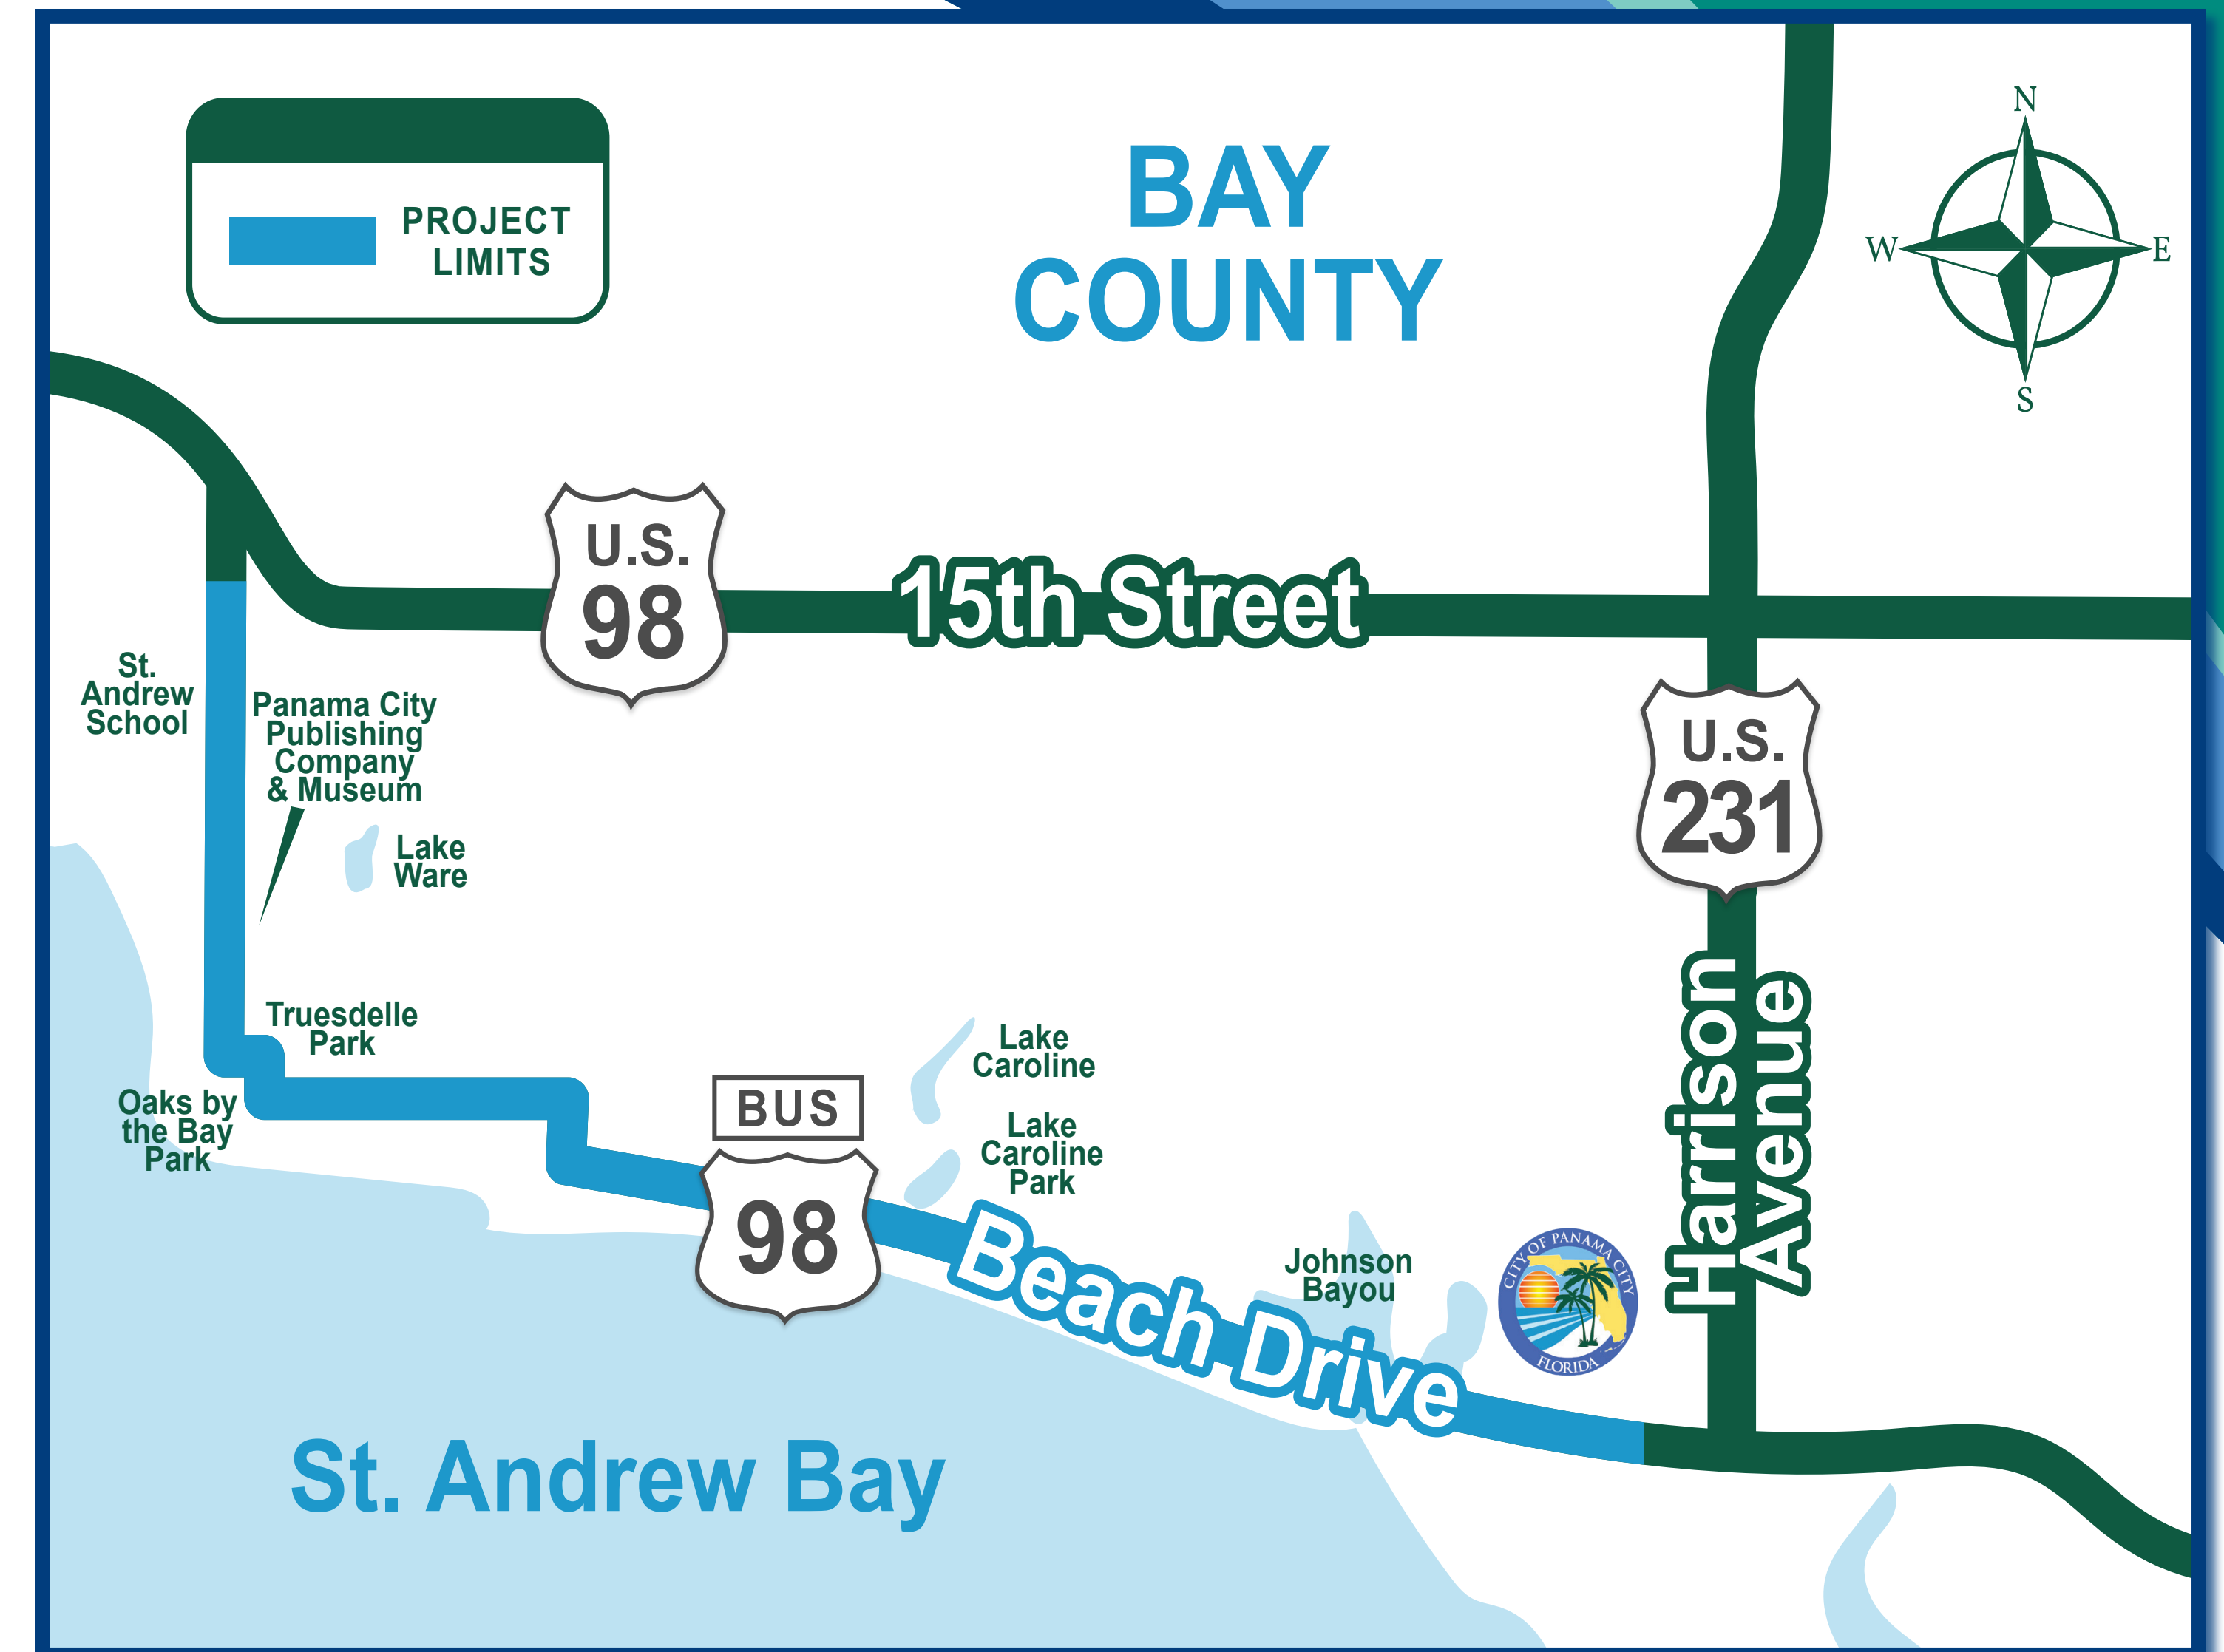 PROJECT
LIMITS
BAY
COUNTY
N
W
E
S
U.S.
98
15th Street
St.
Andrew
School
Panama City
Publishing
Company
& Museum
U.S.
231
Lake
Ware
Harrison
Avenue
Truesdelle
Park
Lake
Caroline
Oaks by
the Bay
Park
BUS
98
Lake
Caroline
Park
Beach Drive
Johnson
Bayou
CITY OF PANAMA CITY
FLORIDA
St. Andrew Bay